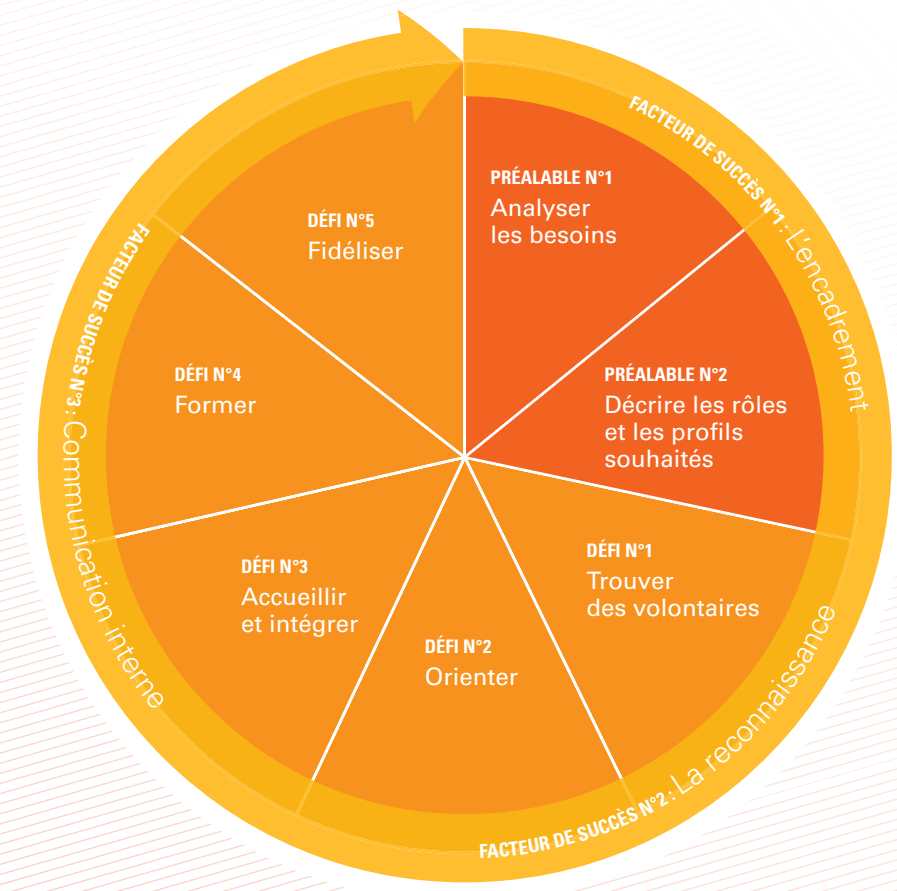 FACTEUR DE SUCCÈS N°1 : L'encadrement
PRÉALABLE N°1
Analyser
les besoins
PRÉALABLE N°2
Décrire les rôles
et les profils
souhaités
DÉFI N°1
Trouver
des volontaires
FACTEUR DE SUCCÈS N°2 : La reconnaissance
DÉFI N°2
Orienter
DÉFI N°3
Accueillir
et intégrer
FACTEUR DE SUCCÈS N°3 : Communication interne
DÉFI N°4
Former
DÉFI N°5
Fidéliser